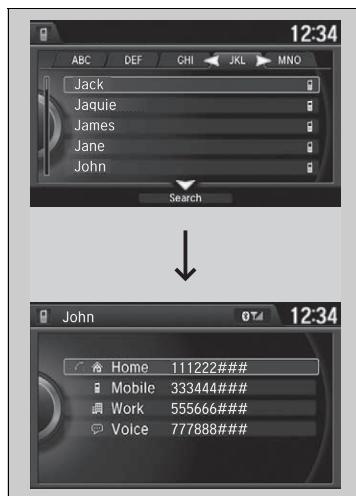 12:34
ABC DEF GHI JKL MNO
Jack
Jaquie
James
Jane
John
Search
John 12:34
Home 111222###
Mobile 333444###
Work 555666###
Voice 777888###